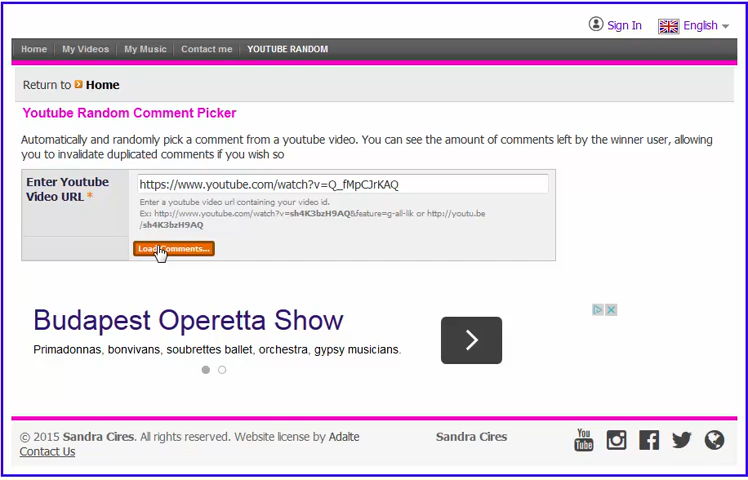 Sign In English
Home My Videos My Music Contact me YOUTUBE RANDOM
Return to Home
Youtube Random Comment Picker
Automatically and randomly pick a comment from a youtube video. You can see the amount of comments left by the winner user, allowing
you to invalidate duplicated comments if you wish so
Enter Youtube
Video URL *
https://www.youtube.com/watch?v=Q_fMpCJrKAQ
Enter a youtube url containing your video id.
Ex: http://www.youtube.com/watch?v=sh4K3bzH9AQ&feature=g-all-lik or http://youtu.be
/sh4K3bzH9AQ
Load Comments...
Budapest Operetta Show
Primadonnas, bonvivans, soubrettes ballet, orchestra, gypsy musicians.
© 2015 Sandra Cires. All rights reserved. Website license by Adalte
Contact Us
Sandra Cires
You
Tube